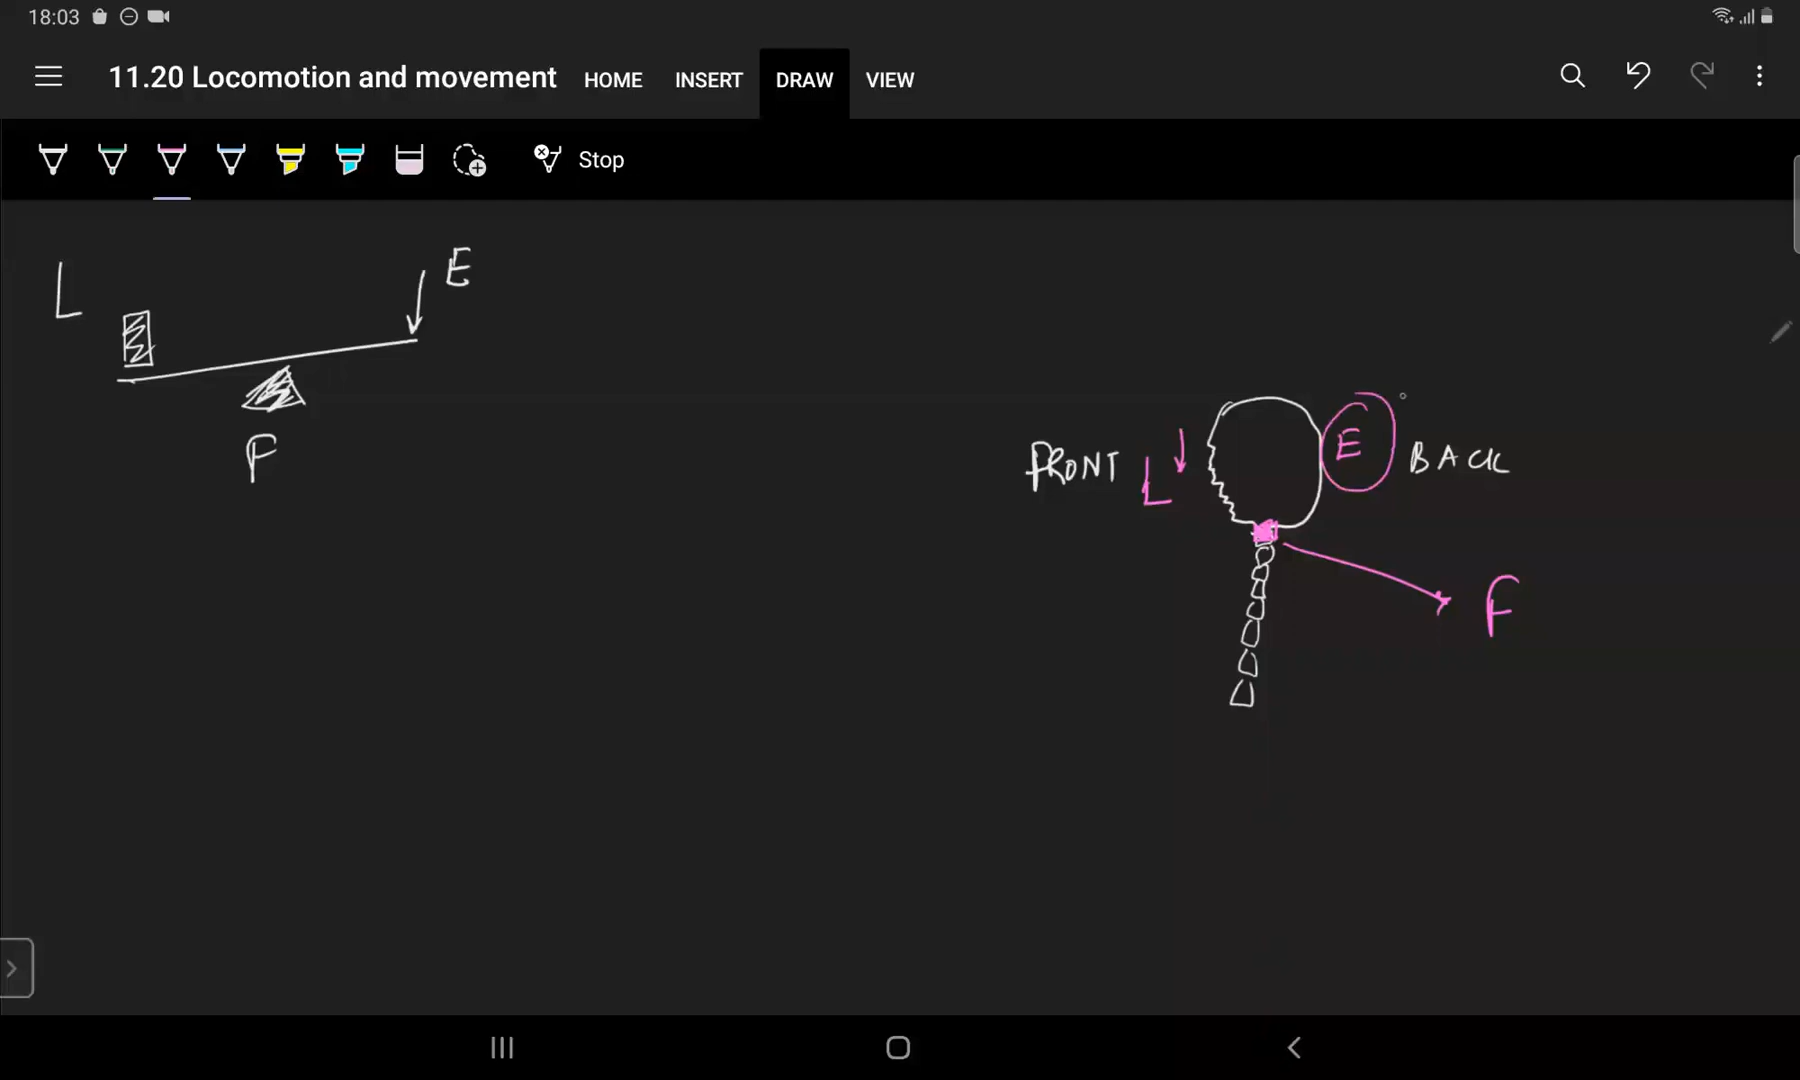 18:03
11.20 Locomotion and movement HOME INSERT DRAW VIEW
Stop
L
E
F
FRONT L E BACK
F